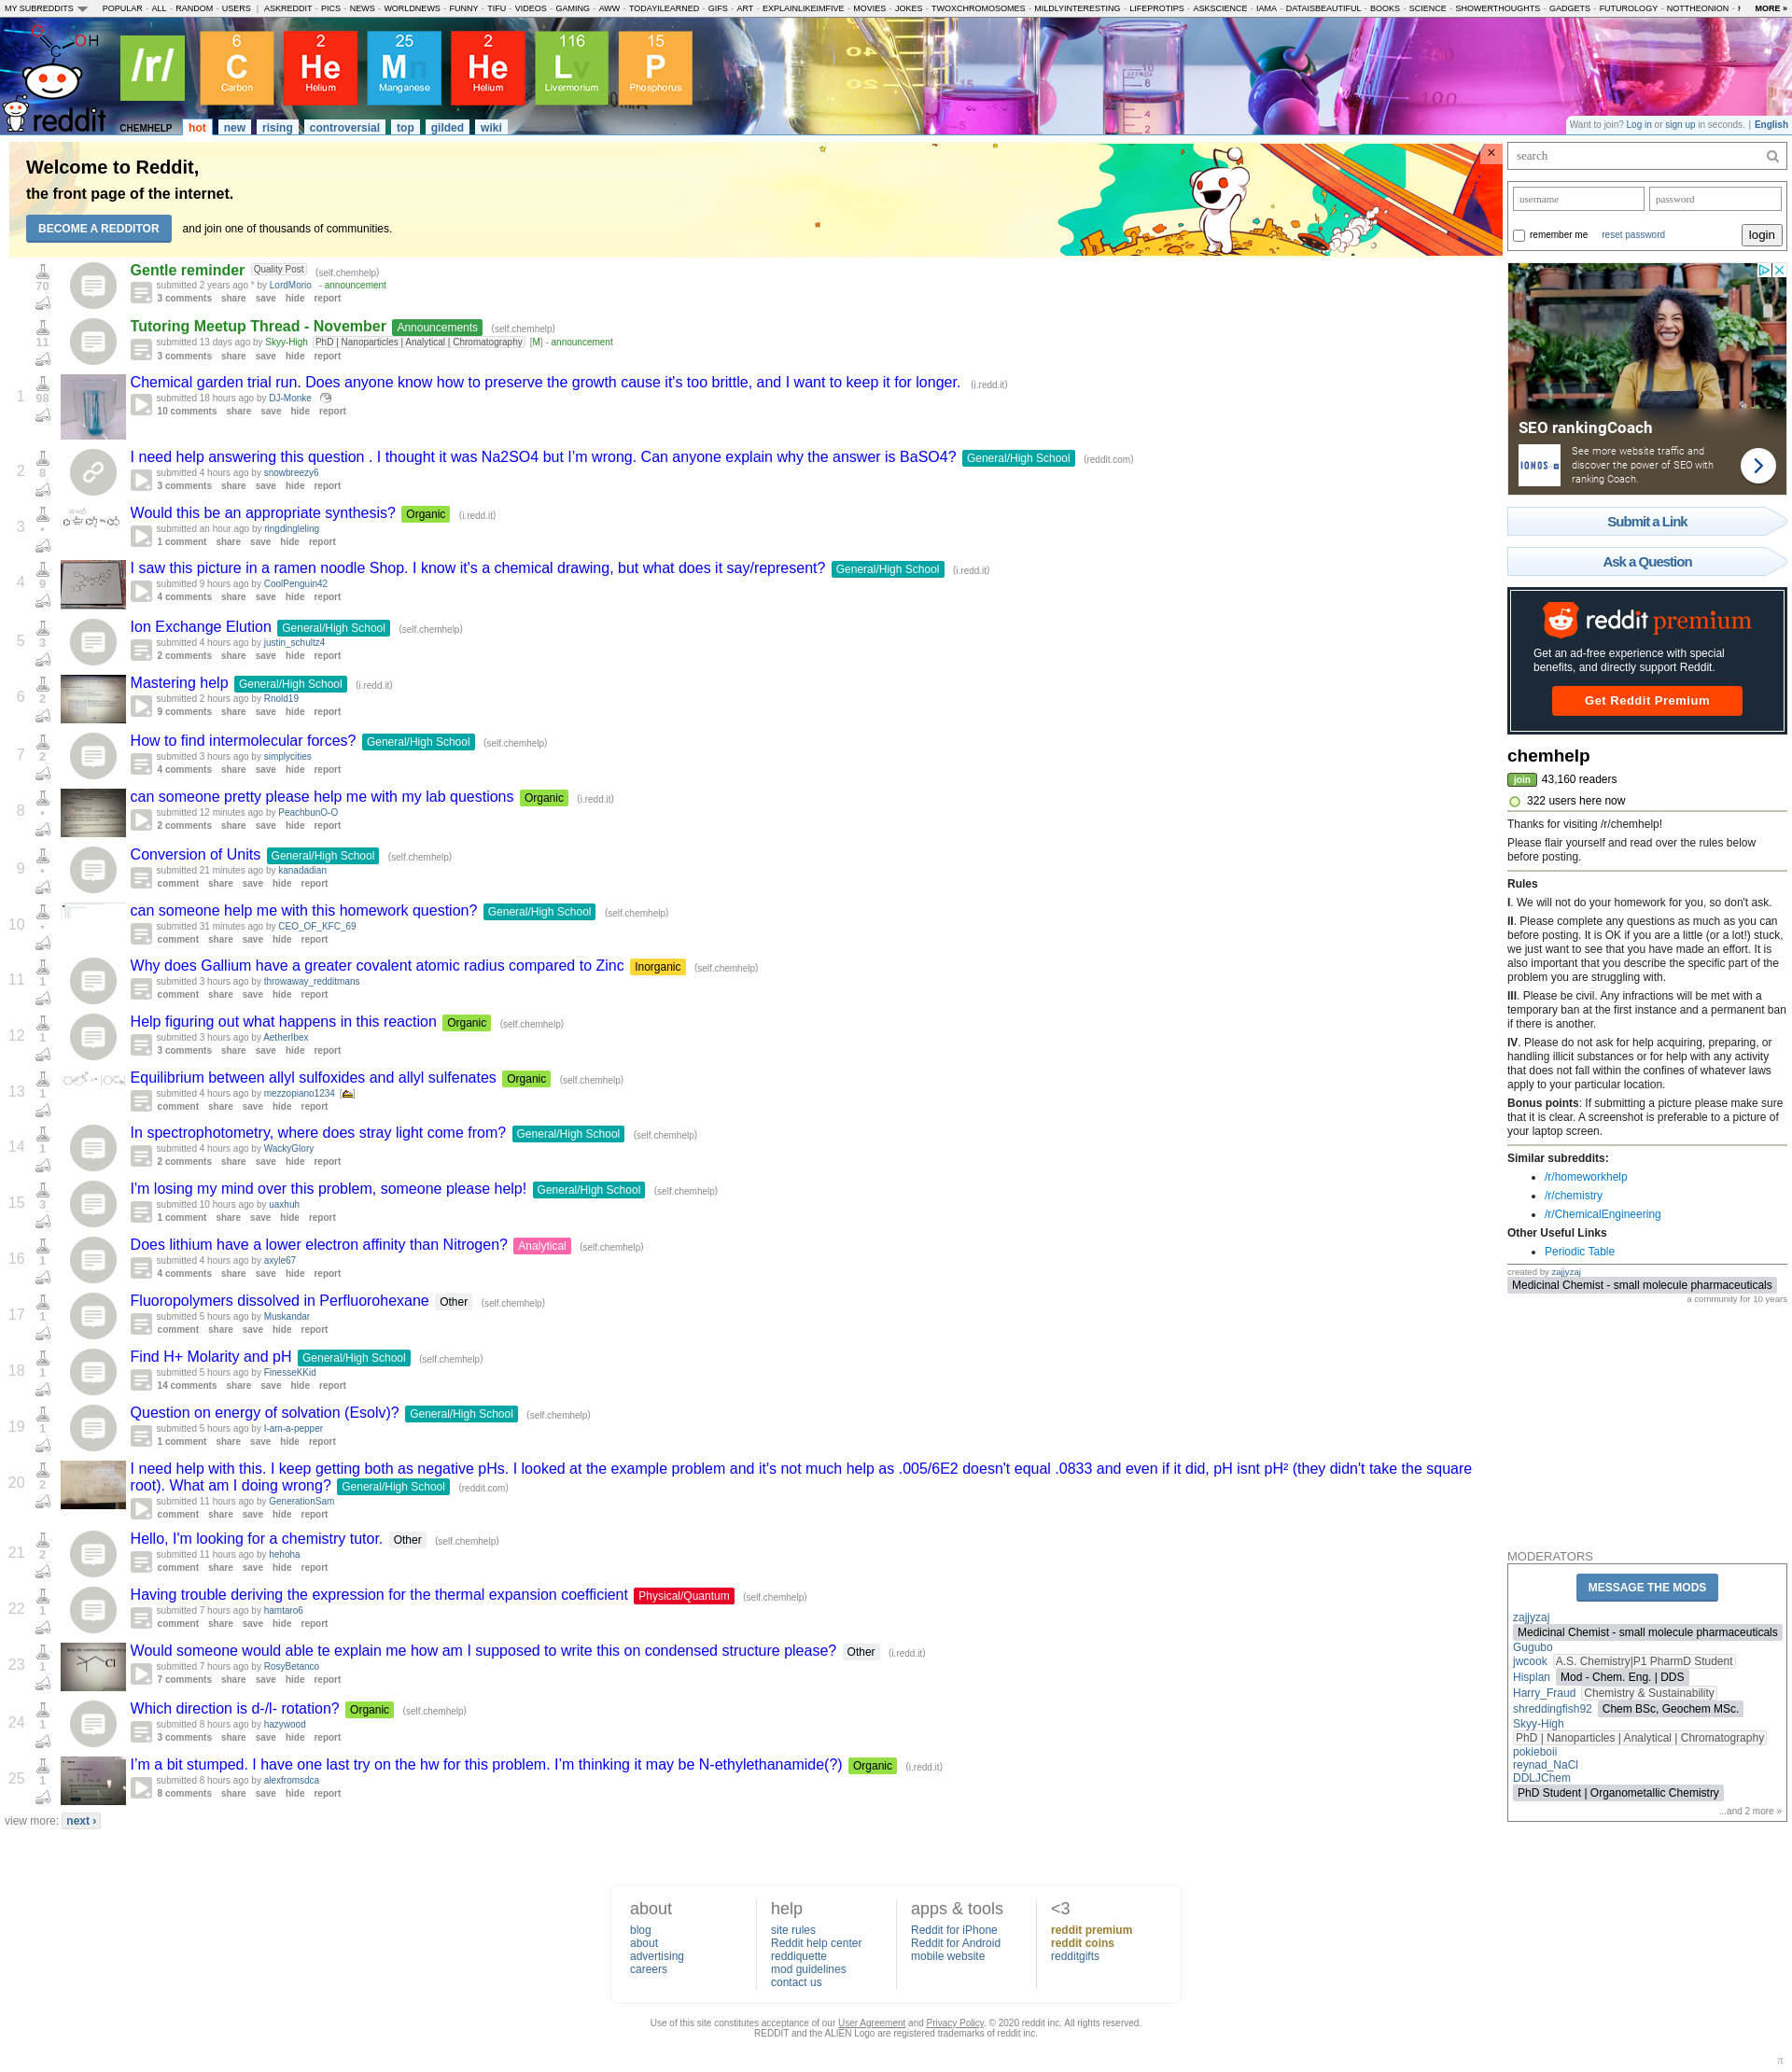 MY SUBREDDITS
POPULAR - ALL - RANDOM - USERS | ASKREDDIT - PICS - NEWS - WORLDNEWS - FUNNY - TIFU - VIDEOS - GAMING - AWW - TODAYILEARNED - GIFS - ART - EXPLAINLIKEIMFIVE - MOVIES - JOKES - TWOXCHROMOSOMES - MILDLYINTERESTING - LIFEPROTIPS - ASKSCIENCE - IAMA - DATAISBEAUTIFUL - BOOKS - SCIENCE - SHOWERTHOUGHTS - GADGETS - FUTUROLOGY - NOTTHEONION
MORE »
/r/
6 C Carbon
2 He Helium
25 Mn Manganese
2 He Helium
116 Lv Livermorium
15 P Phosphorus
reddit CHEMHELP hot new rising controversial top gilded wiki
Want to join? Log in or sign up in seconds. | English
Welcome to Reddit,
the front page of the internet.
BECOME A REDDITOR and join one of thousands of communities.
×
70
Gentle reminder Quality Post (self.chemhelp)
submitted 2 years ago * by LordMorio - announcement
3 comments share save hide report
11
Tutoring Meetup Thread - November Announcements (self.chemhelp)
submitted 13 days ago by Skyy-High PhD | Nanoparticles | Analytical | Chromatography [M] - announcement
3 comments share save hide report
1
98
Chemical garden trial run. Does anyone know how to preserve the growth cause it's too brittle, and I want to keep it for longer. (i.redd.it)
submitted 18 hours ago by DJ-Monke
10 comments share save hide report
2
8
I need help answering this question . I thought it was Na2SO4 but I'm wrong. Can anyone explain why the answer is BaSO4? General/High School (reddit.com)
submitted 4 hours ago by snowbreezy6
3 comments share save hide report
3
•
Would this be an appropriate synthesis? Organic (i.redd.it)
submitted an hour ago by ringdingleling
1 comment share save hide report
4
9
I saw this picture in a ramen noodle Shop. I know it's a chemical drawing, but what does it say/represent? General/High School (i.redd.it)
submitted 9 hours ago by CoolPenguin42
4 comments share save hide report
5
3
Ion Exchange Elution General/High School (self.chemhelp)
submitted 4 hours ago by justin_schultz4
2 comments share save hide report
6
2
Mastering help General/High School (i.redd.it)
submitted 2 hours ago by Rnold19
9 comments share save hide report
7
2
How to find intermolecular forces? General/High School (self.chemhelp)
submitted 3 hours ago by simplycities
4 comments share save hide report
8
•
can someone pretty please help me with my lab questions Organic (i.redd.it)
submitted 12 minutes ago by PeachbunO-O
2 comments share save hide report
9
•
Conversion of Units General/High School (self.chemhelp)
submitted 21 minutes ago by kanadadian
comment share save hide report
10
•
can someone help me with this homework question? General/High School (self.chemhelp)
submitted 31 minutes ago by CEO_OF_KFC_69
comment share save hide report
11
1
Why does Gallium have a greater covalent atomic radius compared to Zinc Inorganic (self.chemhelp)
submitted 3 hours ago by throwaway_redditmans
comment share save hide report
12
1
Help figuring out what happens in this reaction Organic (self.chemhelp)
submitted 3 hours ago by AetherIbex
3 comments share save hide report
13
1
Equilibrium between allyl sulfoxides and allyl sulfenates Organic (self.chemhelp)
submitted 4 hours ago by mezzopiano1234
comment share save hide report
14
1
In spectrophotometry, where does stray light come from? General/High School (self.chemhelp)
submitted 4 hours ago by WackyGlory
2 comments share save hide report
15
3
I'm losing my mind over this problem, someone please help! General/High School (self.chemhelp)
submitted 10 hours ago by uaxhuh
1 comment share save hide report
16
1
Does lithium have a lower electron affinity than Nitrogen? Analytical (self.chemhelp)
submitted 4 hours ago by axyle67
4 comments share save hide report
17
1
Fluoropolymers dissolved in Perfluorohexane Other (self.chemhelp)
submitted 5 hours ago by Muskandar
comment share save hide report
18
1
Find H+ Molarity and pH General/High School (self.chemhelp)
submitted 5 hours ago by FinesseKKid
14 comments share save hide report
19
1
Question on energy of solvation (Esolv)? General/High School (self.chemhelp)
submitted 5 hours ago by I-am-a-pepper
1 comment share save hide report
20
2
I need help with this. I keep getting both as negative pHs. I looked at the example problem and it's not much help as .005/6E2 doesn't equal .0833 and even if it did, pH isnt pH² (they didn't take the square
root). What am I doing wrong? General/High School (reddit.com)
submitted 11 hours ago by GenerationSam
comment share save hide report
21
2
Hello, I'm looking for a chemistry tutor. Other (self.chemhelp)
submitted 11 hours ago by hehoha
comment share save hide report
22
1
Having trouble deriving the expression for the thermal expansion coefficient Physical/Quantum (self.chemhelp)
submitted 7 hours ago by hamtaro6
comment share save hide report
23
1
Would someone would able te explain me how am I supposed to write this on condensed structure please? Other (i.redd.it)
submitted 7 hours ago by RosyBetanco
7 comments share save hide report
24
1
Which direction is d-/l- rotation? Organic (self.chemhelp)
submitted 8 hours ago by hazywood
3 comments share save hide report
25
1
I'm a bit stumped. I have one last try on the hw for this problem. I'm thinking it may be N-ethylethanamide(?) Organic (i.redd.it)
submitted 8 hours ago by alexfromsdca
8 comments share save hide report
view more: next ›
search
username password
remember me reset password login
SEO rankingCoach
IONOS
See more website traffic and
discover the power of SEO with
ranking Coach.
Submit a Link
Ask a Question
reddit premium
Get an ad-free experience with special
benefits, and directly support Reddit.
Get Reddit Premium
chemhelp
join 43,160 readers
322 users here now
Thanks for visiting /r/chemhelp!
Please flair yourself and read over the rules below
before posting.
Rules
I. We will not do your homework for you, so don't ask.
II. Please complete any questions as much as you can
before posting. It is OK if you are a little (or a lot!) stuck,
we just want to see that you have made an effort. It is
also important that you describe the specific part of the
problem you are struggling with.
III. Please be civil. Any infractions will be met with a
temporary ban at the first instance and a permanent ban
if there is another.
IV. Please do not ask for help acquiring, preparing, or
handling illicit substances or for help with any activity
that does not fall within the confines of whatever laws
apply to your particular location.
Bonus points: If submitting a picture please make sure
that it is clear. A screenshot is preferable to a picture of
your laptop screen.
Similar subreddits:
• /r/homeworkhelp
• /r/chemistry
• /r/ChemicalEngineering
Other Useful Links
• Periodic Table
created by zajjyzaj
Medicinal Chemist - small molecule pharmaceuticals
a community for 10 years
MODERATORS
MESSAGE THE MODS
zajjyzaj
Medicinal Chemist - small molecule pharmaceuticals
Gugubo
jwcook A.S. Chemistry|P1 PharmD Student
Hisplan Mod - Chem. Eng. | DDS
Harry_Fraud Chemistry & Sustainability
shreddingfish92 Chem BSc, Geochem MSc.
Skyy-High
PhD | Nanoparticles | Analytical | Chromatography
pokieboii
reynad_NaCl
DDLJChem
PhD Student | Organometallic Chemistry
...and 2 more »
about
blog
about
advertising
careers
help
site rules
Reddit help center
reddiquette
mod guidelines
contact us
apps & tools
Reddit for iPhone
Reddit for Android
mobile website
<3
reddit premium
reddit coins
redditgifts
Use of this site constitutes acceptance of our User Agreement and Privacy Policy. © 2020 reddit inc. All rights reserved.
REDDIT and the ALIEN Logo are registered trademarks of reddit inc.
π